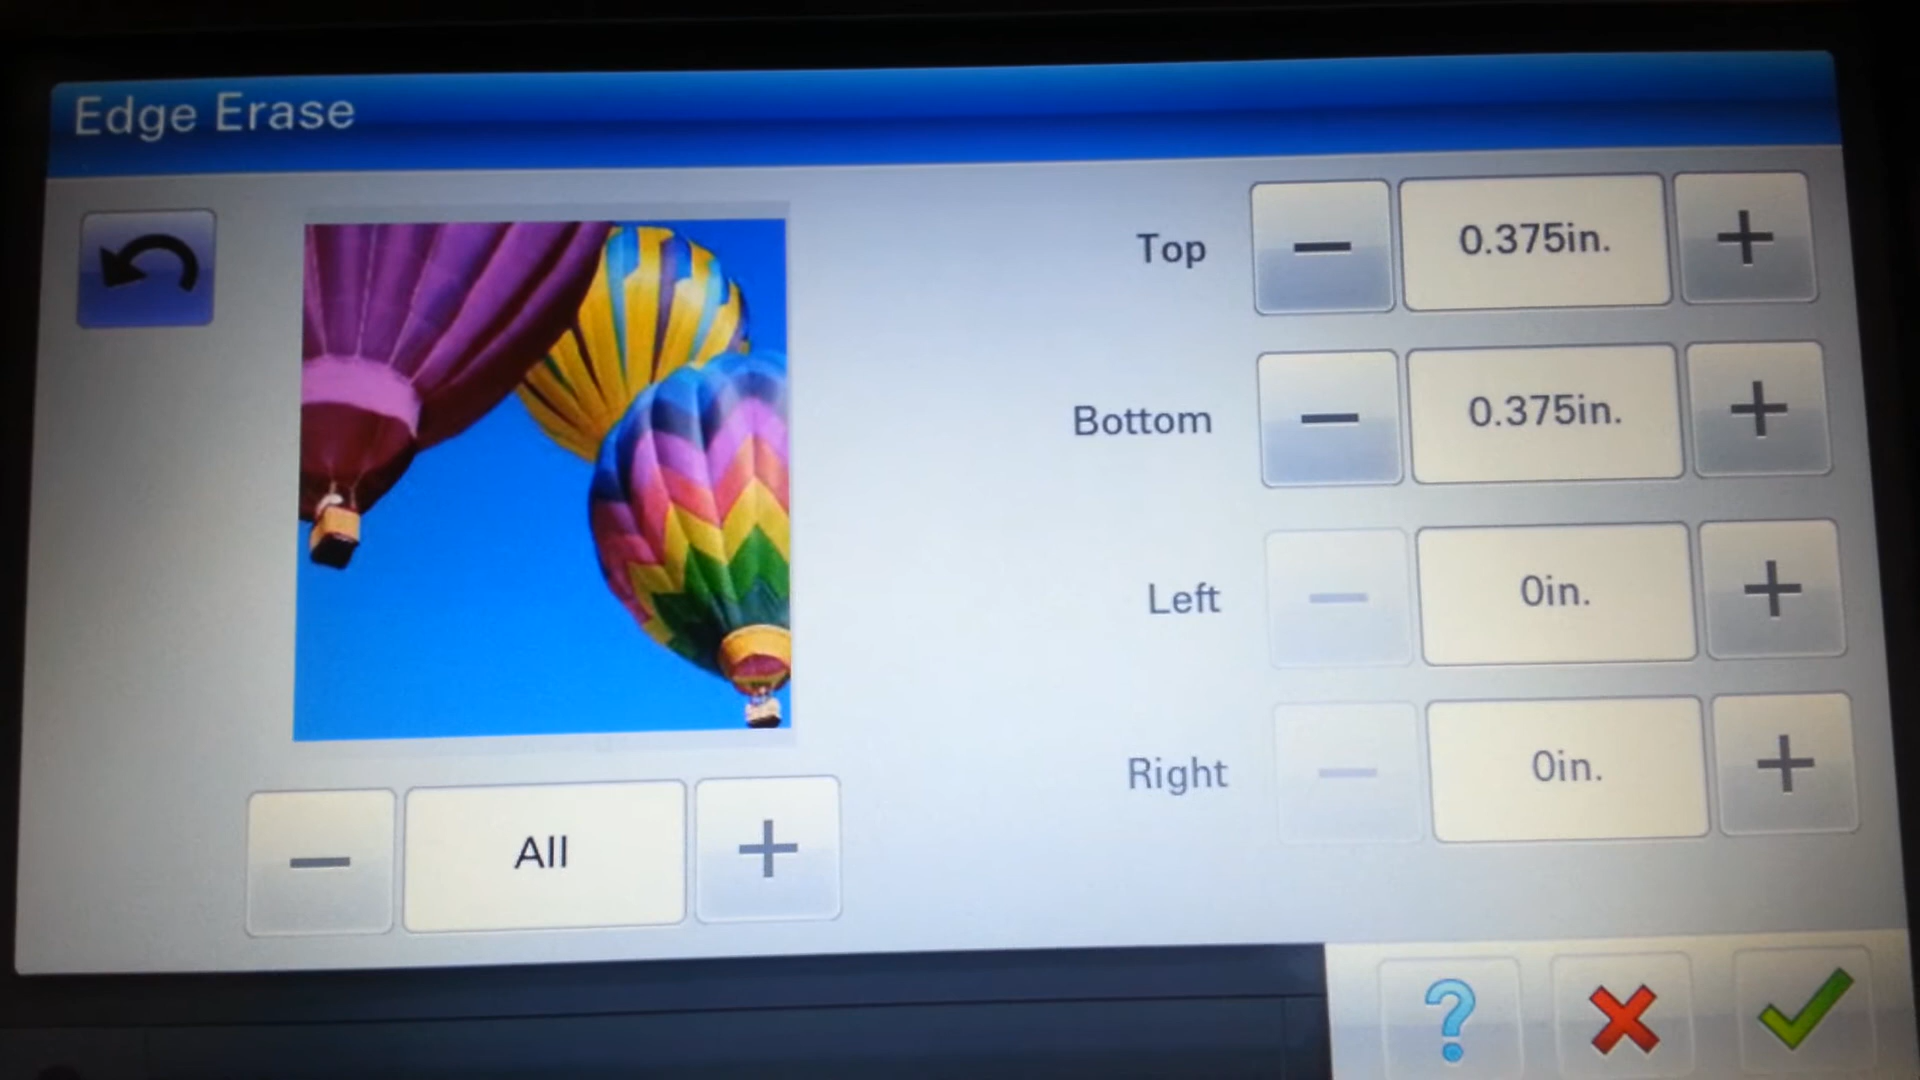 Edge Erase
Top
0.375in.
Bottom
0.375in.
Left
0in.
Right
0in.
All